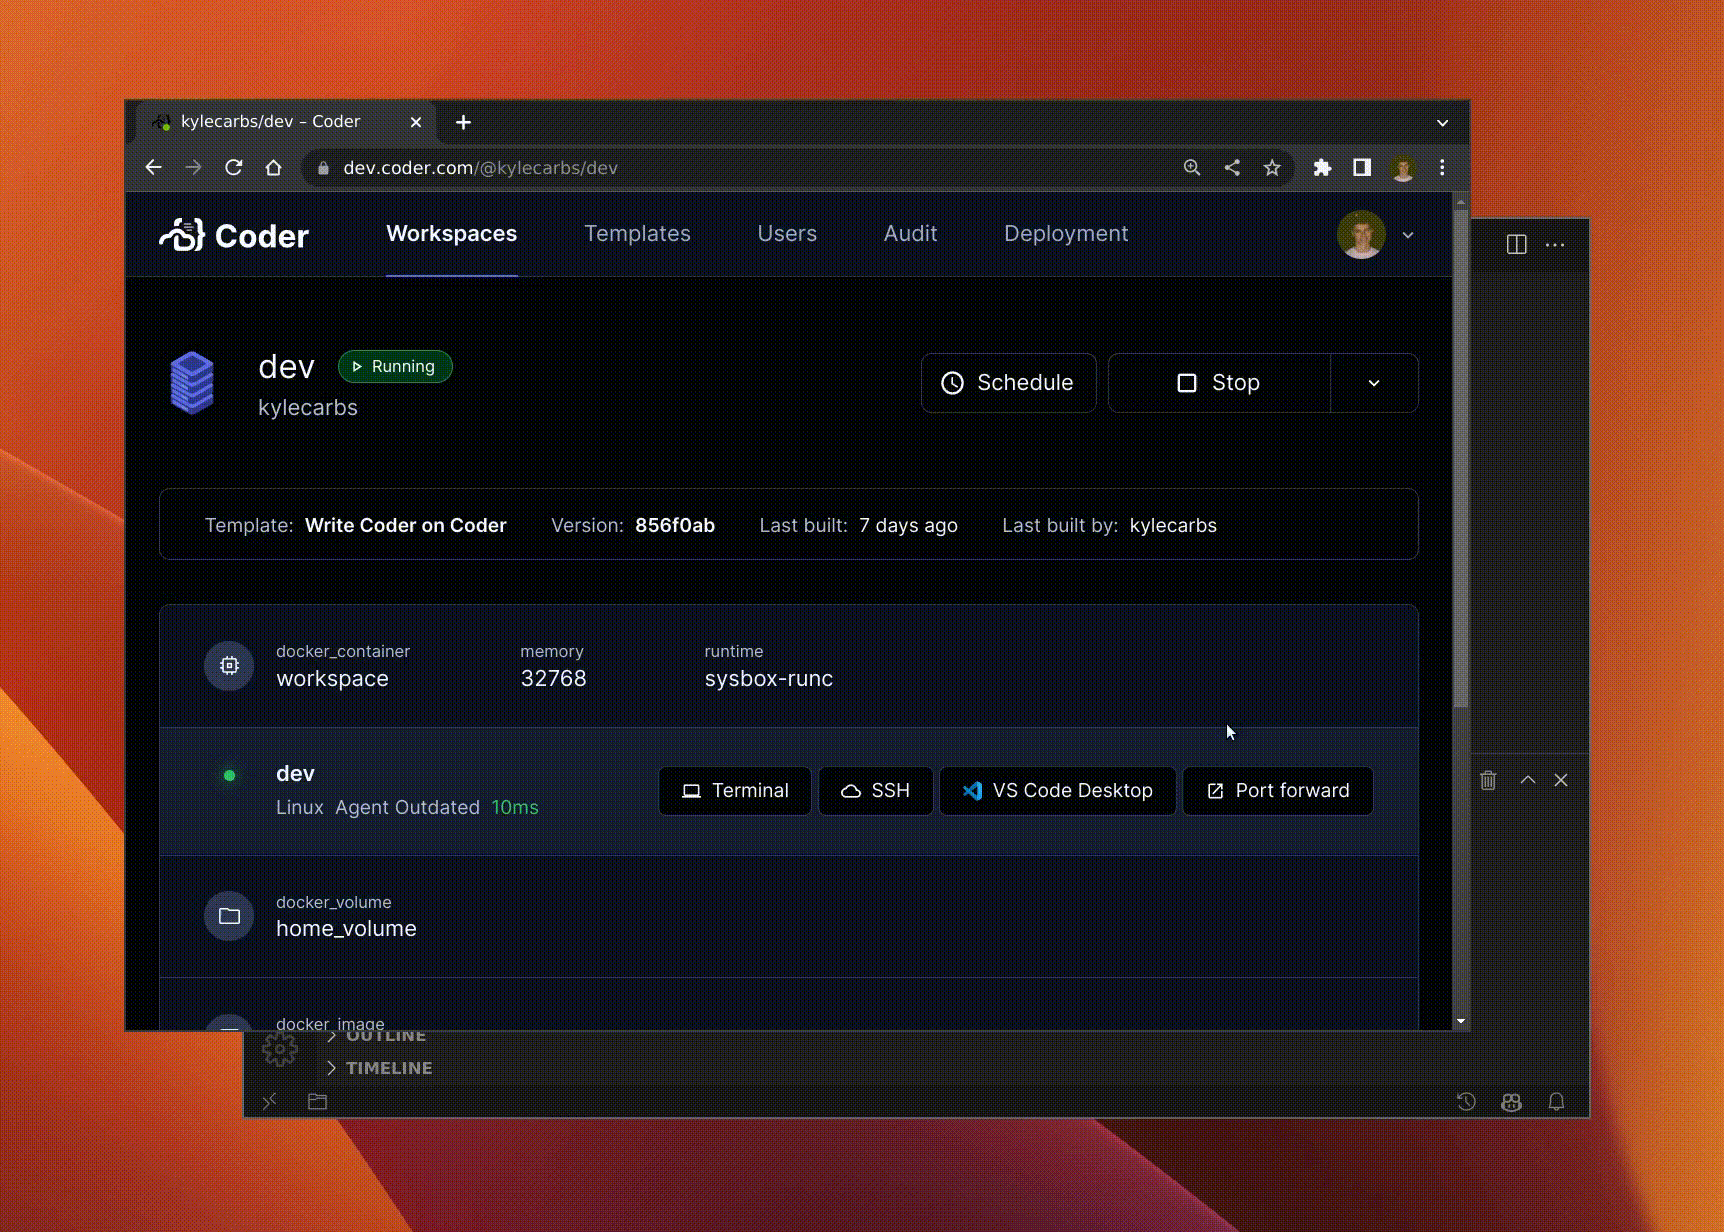 kylecarbs/dev – Coder
dev.coder.com/@kylecarbs/dev
Coder Workspaces Templates Users Audit Deployment
dev Running
kylecarbs
Schedule Stop
Template: Write Coder on Coder Version: 856f0ab Last built: 7 days ago Last built by: kylecarbs
docker_container memory runtime
workspace 32768 sysbox-runc
dev
Linux Agent Outdated 10ms
Terminal SSH VS Code Desktop Port forward
docker_volume
home_volume
docker_image
OUTLINE
TIMELINE